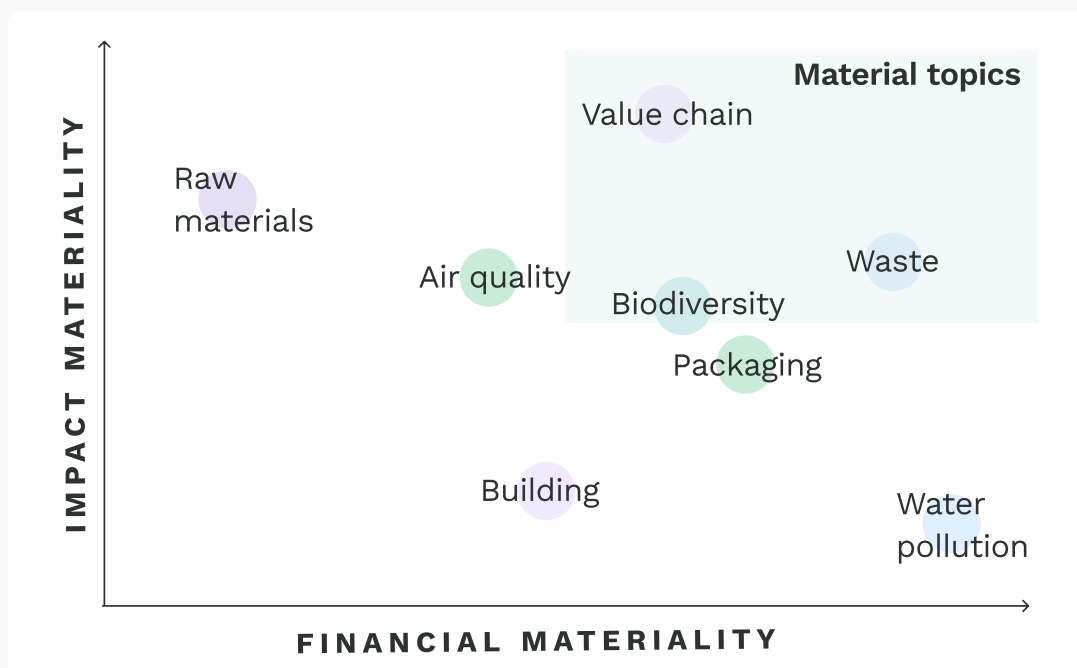 Material topics
Value chain
Raw
materials
Air quality
Waste
Biodiversity
Packaging
Building
Water
pollution
IMPACT MATERIALITY
FINANCIAL MATERIALITY